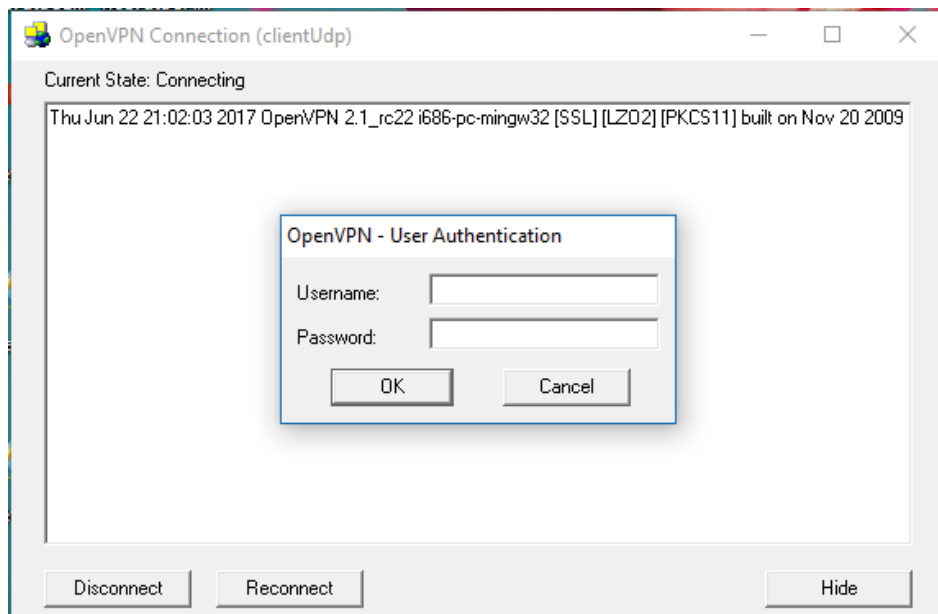 OpenVPN Connection (clientUdp)
Current State: Connecting
Thu Jun 22 21:02:03 2017 OpenVPN 2.1_rc22 i686-pc-mingw32 [SSL] [LZO2] [PKCS11] built on Nov 20 2009
OpenVPN - User Authentication
Username:
Password:
OK
Cancel
Disconnect
Reconnect
Hide